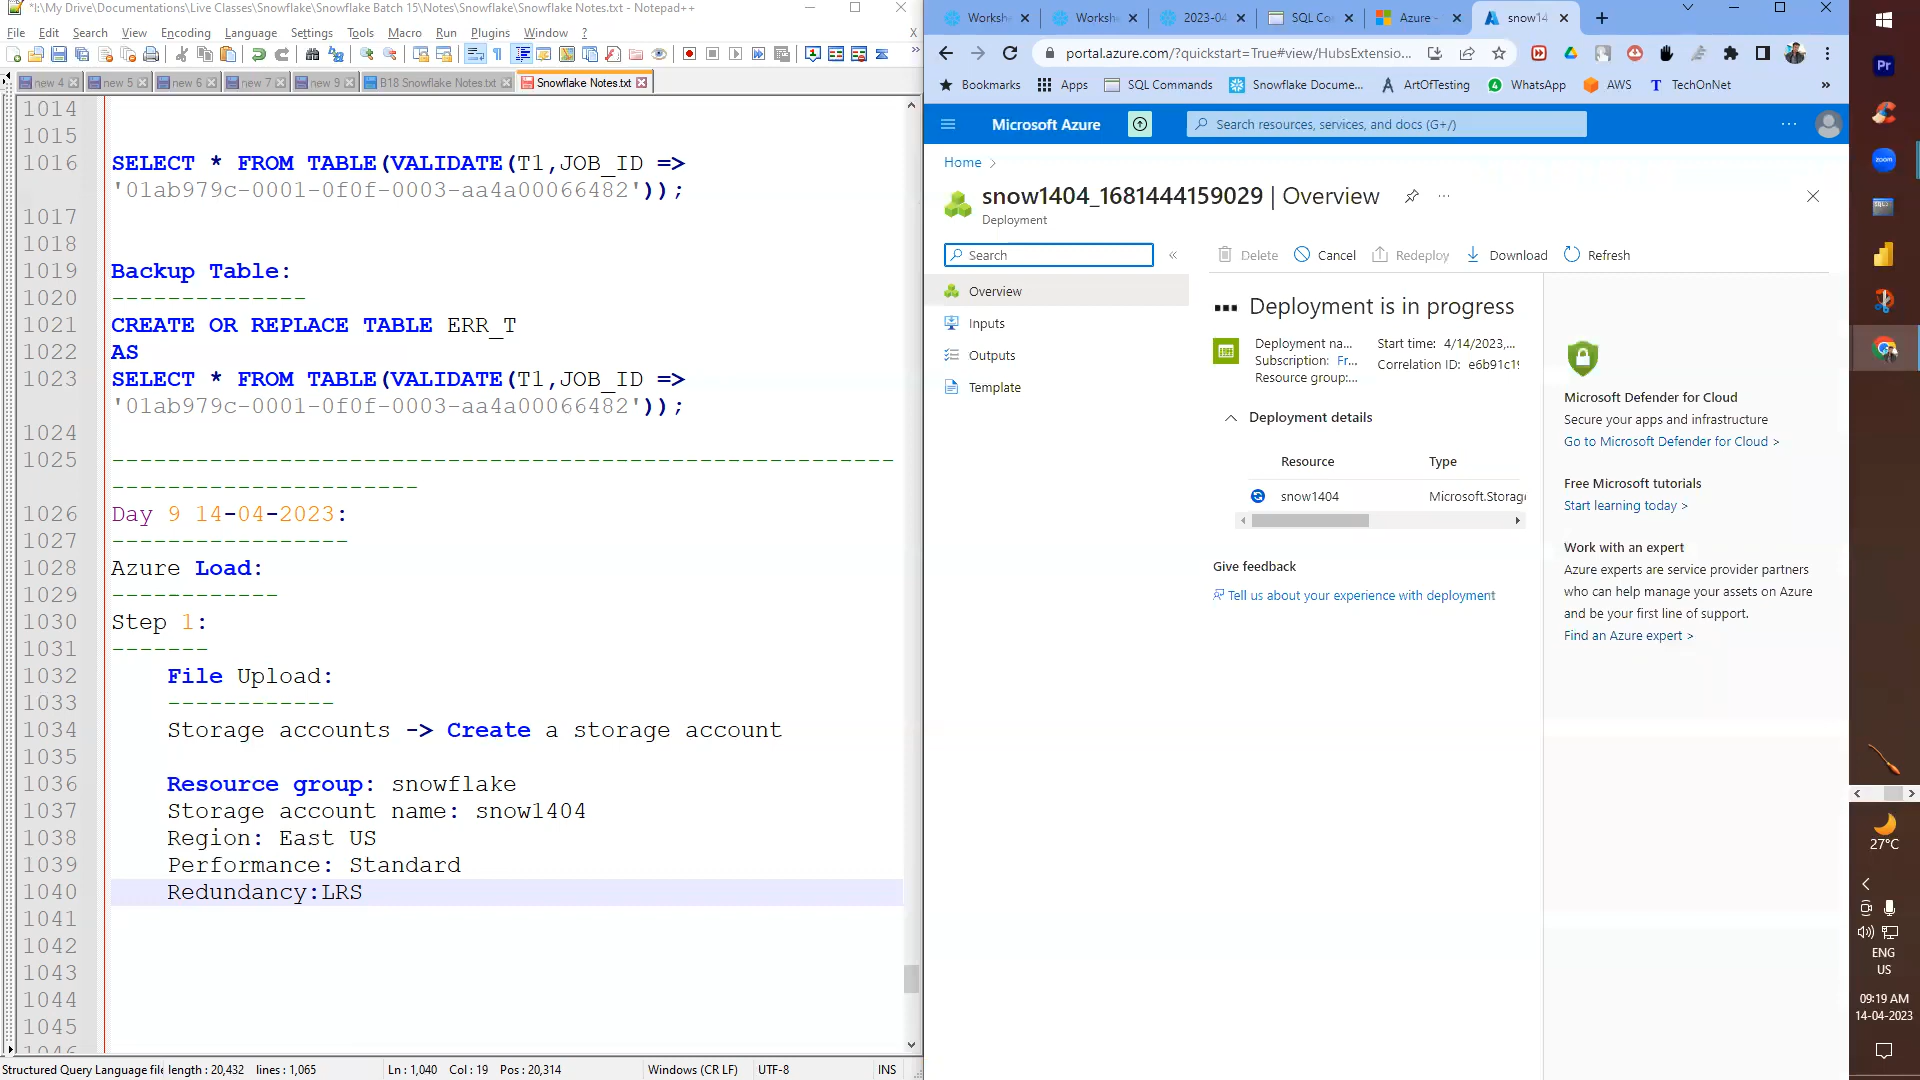 *I:\My Drive\Documentations\Live Classes\Snowflake\Snowflake Batch 15\Notes\Snowflake\Snowflake Notes.txt - Notepad++
File Edit Search View Encoding Language Settings Tools Macro Run Plugins Window ?
X
new 4
new 5
new 6
new 7
new 9
B18 Snowflake Notes.txt
Snowflake Notes.txt
1014
1015
1016 SELECT * FROM TABLE(VALIDATE(T1,JOB_ID =>
'01ab979c-0001-0f0f-0003-aa4a00066482'));
1017
1018
1019 Backup Table:
1020 --------------
1021 CREATE OR REPLACE TABLE ERR_T
1022 AS
1023 SELECT * FROM TABLE(VALIDATE(T1,JOB_ID =>
'01ab979c-0001-0f0f-0003-aa4a00066482'));
1024
1025 --------------------------------------------------------
----------------------
1026 Day 9 14-04-2023:
1027 -----------------
1028 Azure Load:
1029 ------------
1030 Step 1:
1031 -------
1032 File Upload:
1033 ------------
1034 Storage accounts -> Create a storage account
1035
1036 Resource group: snowflake
1037 Storage account name: snow1404
1038 Region: East US
1039 Performance: Standard
1040 Redundancy:LRS
1041
1042
1043
1044
1045
Structured Query Language file length : 20,432 lines : 1,065 Ln : 1,040 Col : 19 Pos : 20,314 Windows (CR LF) UTF-8 INS
Workshe
Workshe
2023-04
SQL Co
Azure -
snow14
portal.azure.com/?quickstart=True#view/HubsExtensio...
Bookmarks Apps SQL Commands Snowflake Docume... ArtOfTesting WhatsApp AWS TechOnNet »
Microsoft Azure
Search resources, services, and docs (G+/)
Home >
snow1404_1681444159029 | Overview
Deployment
Search
«
Delete Cancel Redeploy Download Refresh
Overview
Inputs
Outputs
Template
Deployment is in progress
Deployment na...
Subscription: Fr...
Resource group:...
Start time: 4/14/2023,...
Correlation ID: e6b91c19
Deployment details
Resource Type
snow1404 Microsoft.Storage
Give feedback
Tell us about your experience with deployment
Microsoft Defender for Cloud
Secure your apps and infrastructure
Go to Microsoft Defender for Cloud >
Free Microsoft tutorials
Start learning today >
Work with an expert
Azure experts are service provider partners
who can help manage your assets on Azure
and be your first line of support.
Find an Azure expert >
Pr
zoom
27°C
ENG
US
09:19 AM
14-04-2023